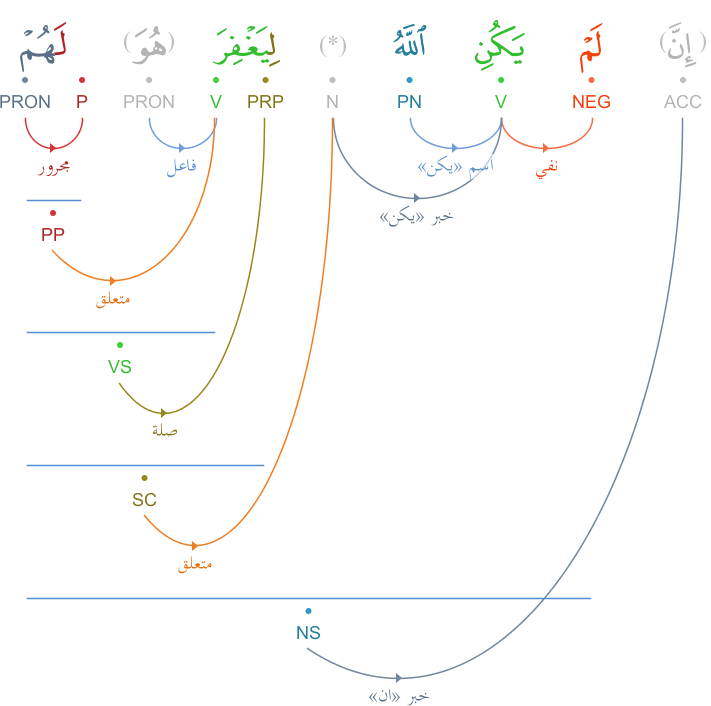 (إِنَّ) لَمْ يَكُنِ ٱللَّهُ (*) لِيَغْفِرَ (هُوَ) لَهُمْ
ACC NEG V PN N PRP V PRON P PRON
نفي اسم «يكن» فاعل مجرور
خبر «يكن»
PP
متعلق
VS
صلة
SC
متعلق
NS
خبر «ان»